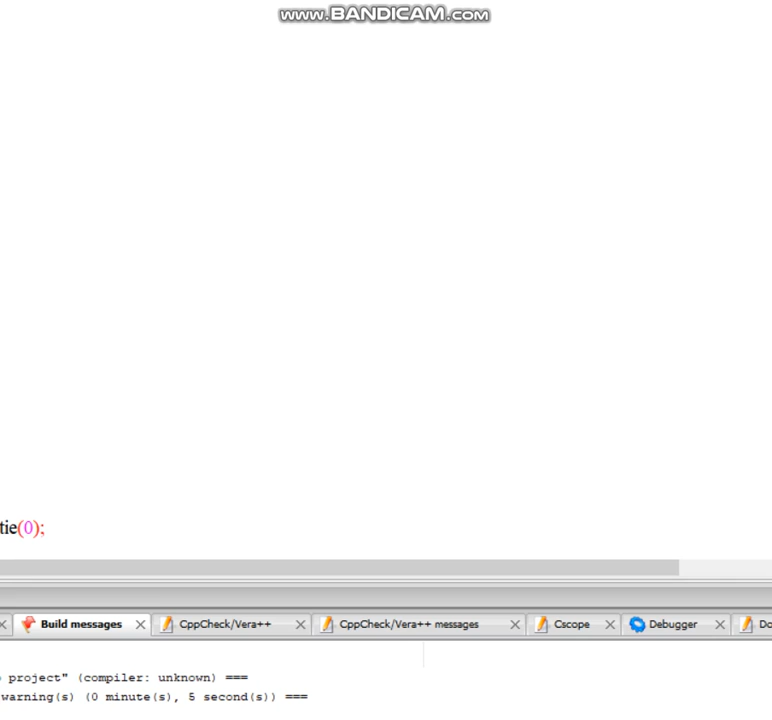 www.BANDICAM.com
tie(0);
Build messages CppCheck/Vera++ CppCheck/Vera++ messages Cscope Debugger Do
project" (compiler: unknown) ===
warning(s) (0 minute(s), 5 second(s)) ===